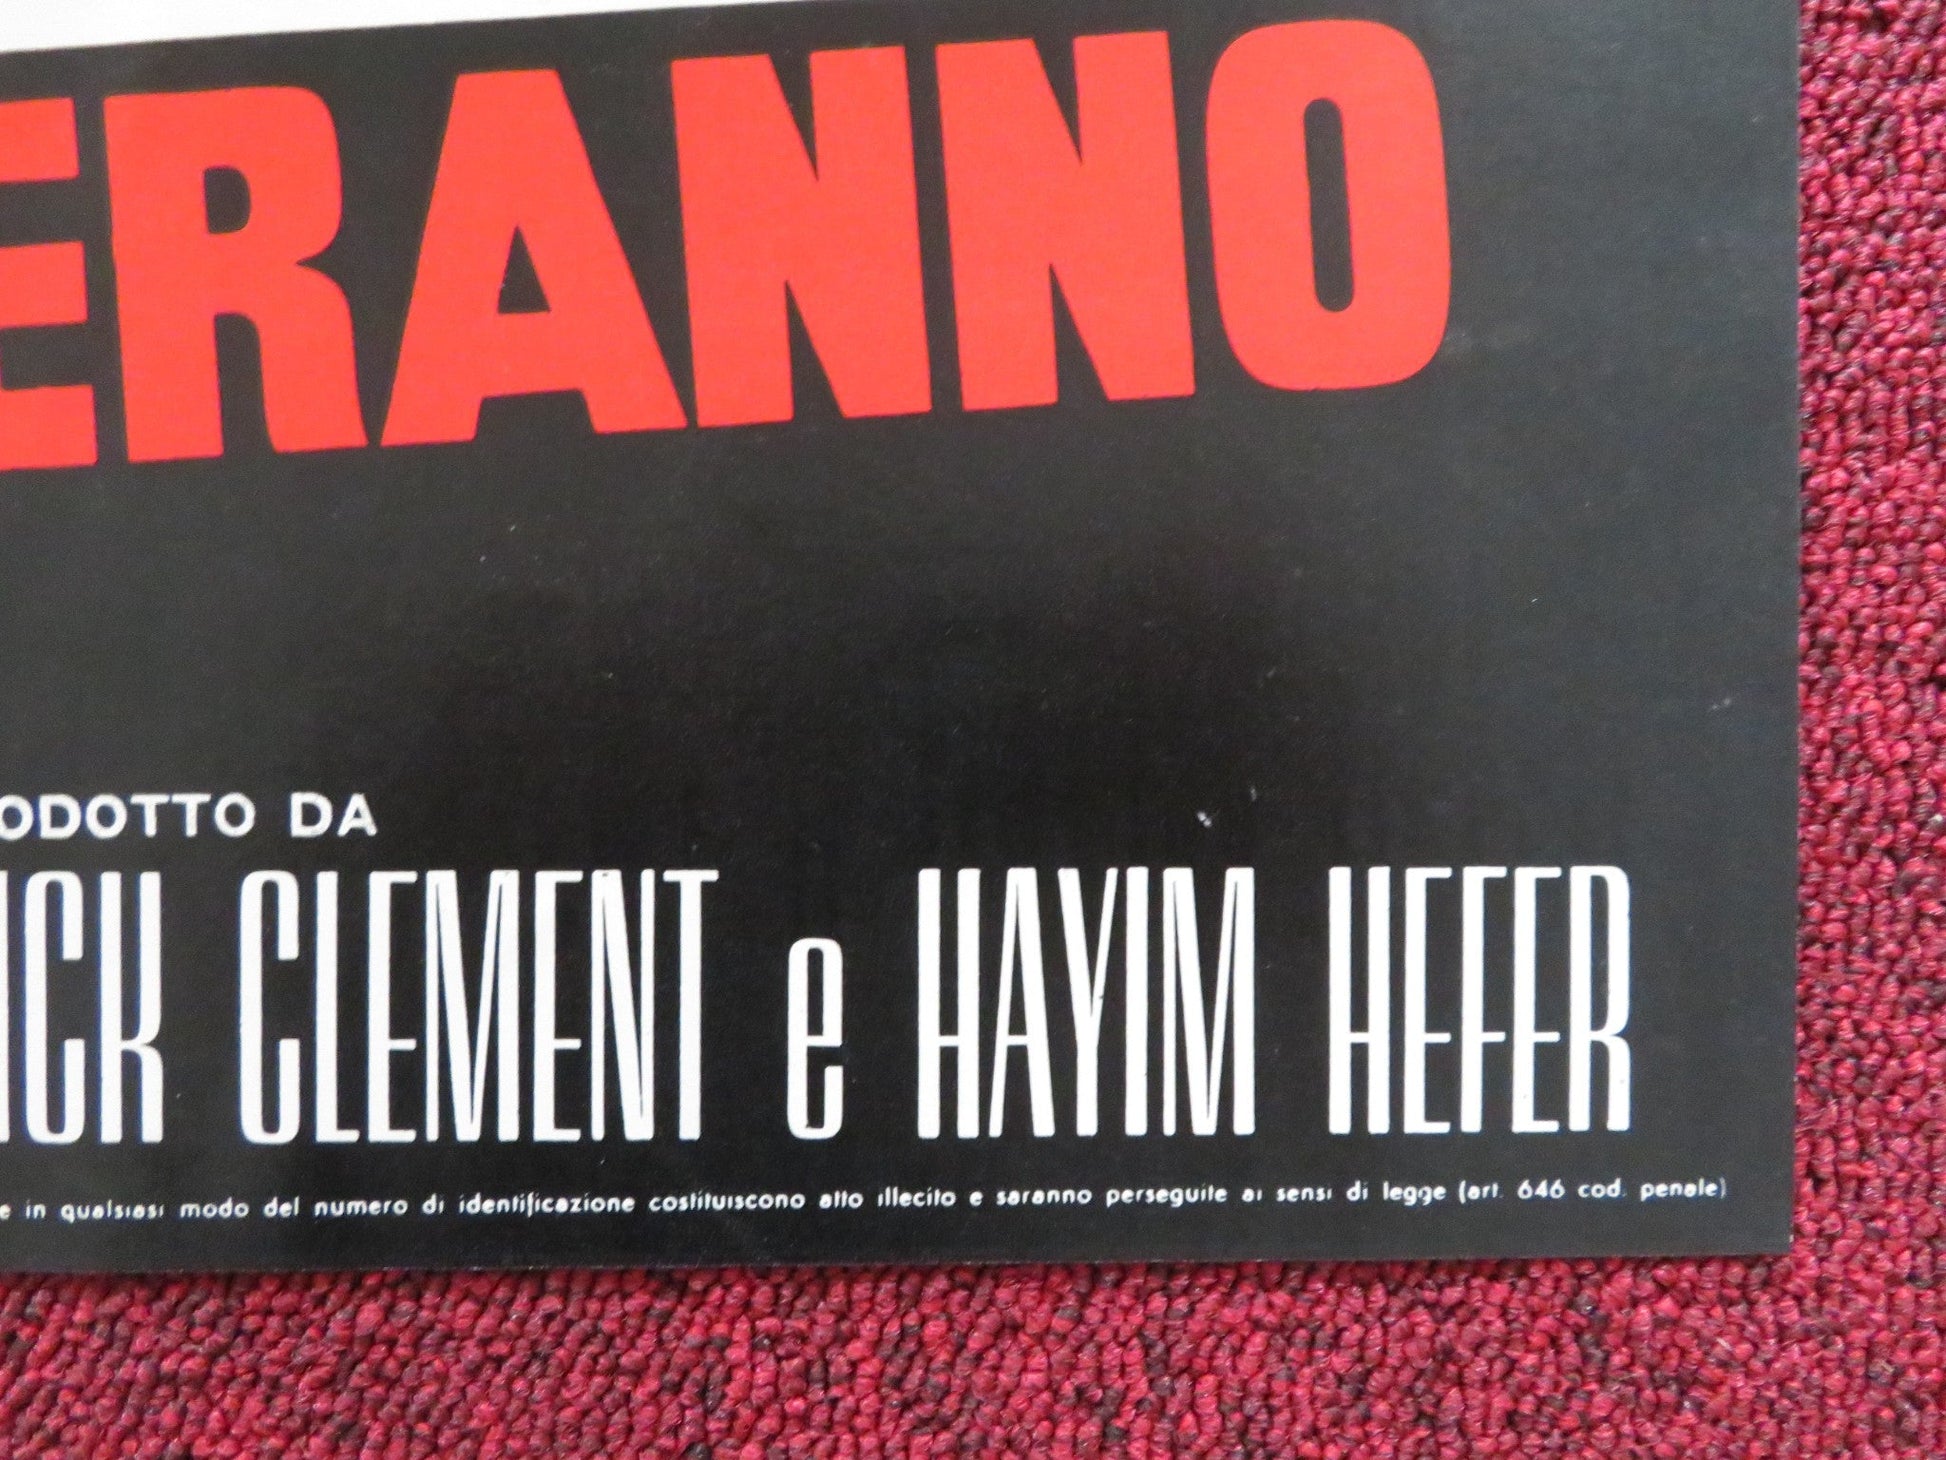 ERANNO
ODOTTO DA
ICK CLEMENT e HAYIM HEFER
e in qualsiasi modo del numero di identificazione costituiscono atto illecito e saranno perseguite ai sensi di legge (art. 646 cod. penale)